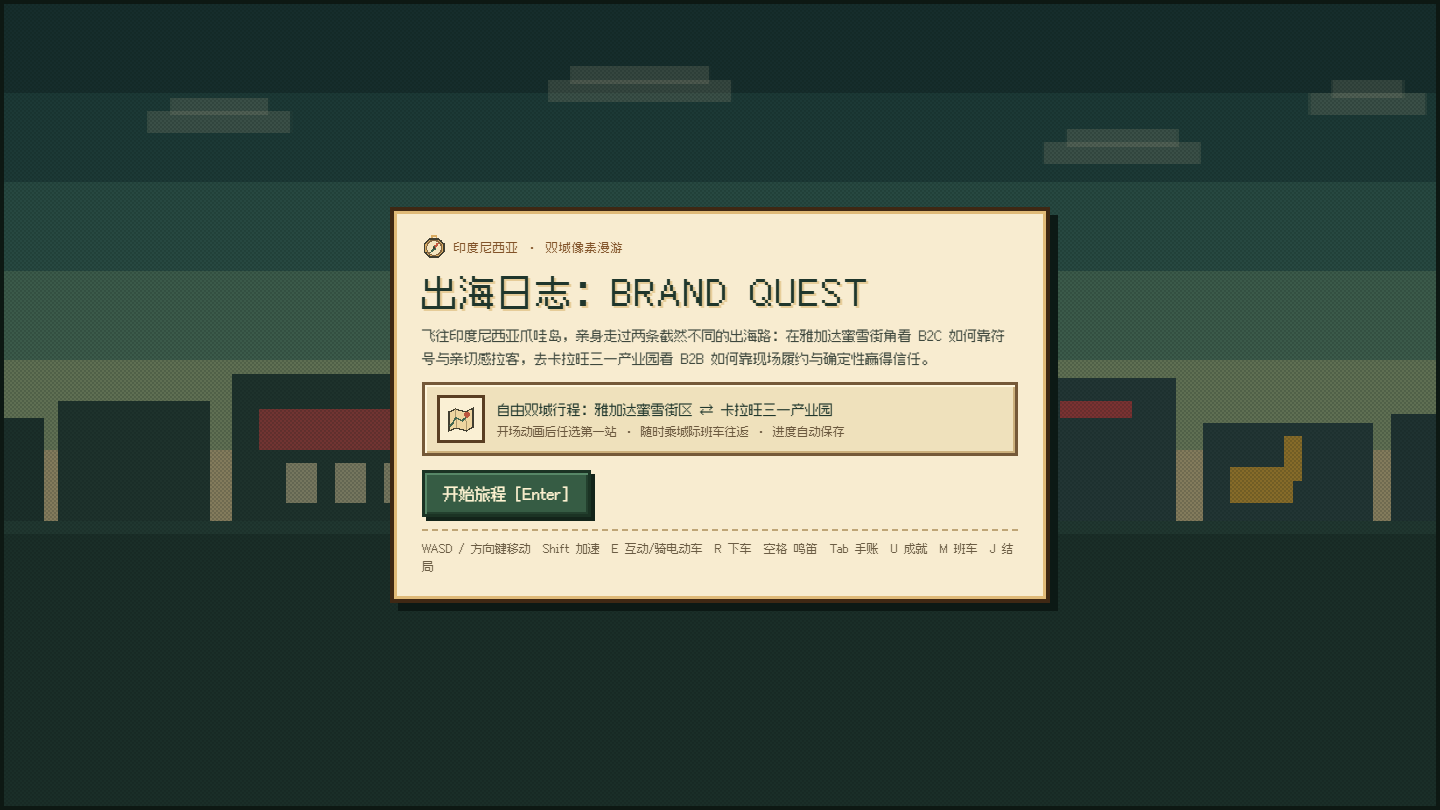 印度尼西亚 · 双城像素漫游
出海日志：BRAND QUEST
飞往印度尼西亚爪哇岛，亲身走过两条截然不同的出海路：在雅加达蜜雪街角看 B2C 如何靠符
号与亲切感拉客，去卡拉旺三一产业园看 B2B 如何靠现场履约与确定性赢得信任。
自由双城行程：雅加达蜜雪街区 ⇄ 卡拉旺三一产业园
开场动画后任选第一站 · 随时乘城际班车往返 · 进度自动保存
开始旅程 [Enter]
WASD / 方向键移动 Shift 加速 E 互动/骑电动车 R 下车 空格 鸣笛 Tab 手账 U 成就 M 班车 J 结
局